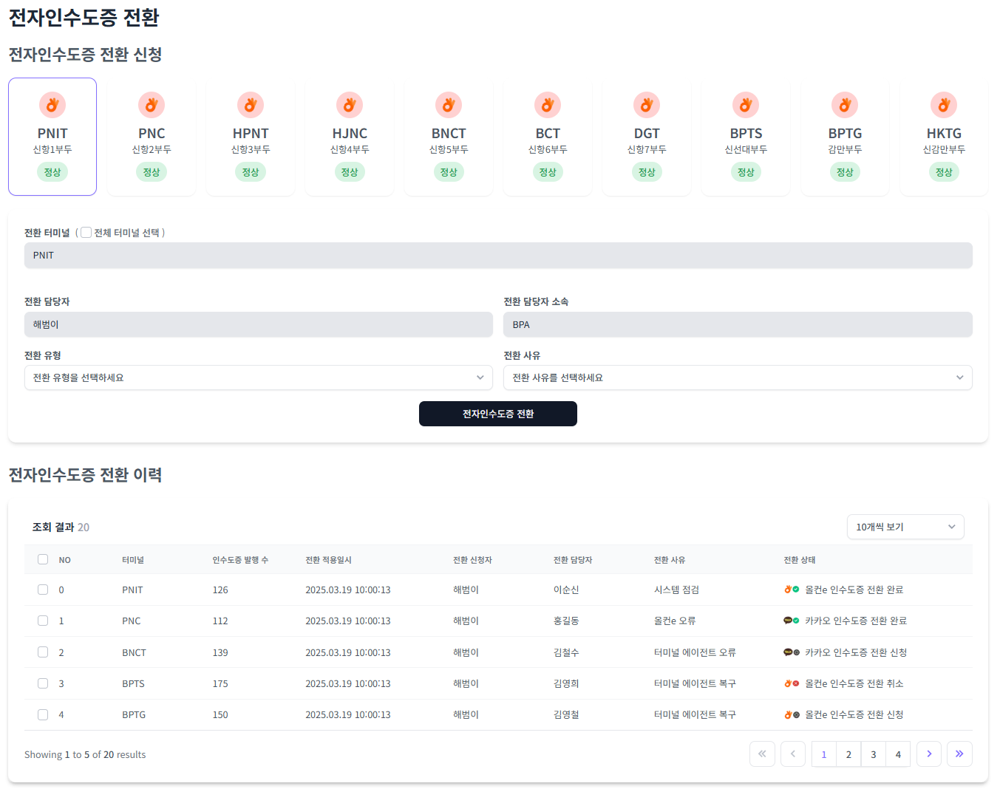 전자인수도증 전환
전자인수도증 전환 신청
PNIT PNC HPNT HJNC BNCT BCT DGT BPTS BPTG HKTG
신항1부두 신항2부두 신항3부두 신항4부두 신항5부두 신항6부두 신항7부두 신선대부두 감만부두 신감만부두
정상 정상 정상 정상 정상 정상 정상 정상 정상 정상
전환 터미널 ( 전체 터미널 선택 )
PNIT
전환 담당자 전환 담당자 소속
해범이 BPA
전환 유형 전환 사유
전환 유형을 선택하세요 전환 사유를 선택하세요
전자인수도증 전환
전자인수도증 전환 이력
조회 결과 20 10개씩 보기
NO 터미널 인수도증 발행 수 전환 적용일시 전환 신청자 전환 담당자 전환 사유 전환 상태
0 PNIT 126 2025.03.19 10:00:13 해범이 이순신 시스템 점검 올컨e 인수도증 전환 완료
1 PNC 112 2025.03.19 10:00:13 해범이 홍길동 올컨e 오류 카카오 인수도증 전환 완료
2 BNCT 139 2025.03.19 10:00:13 해범이 김철수 터미널 에이전트 오류 카카오 인수도증 전환 신청
3 BPTS 175 2025.03.19 10:00:13 해범이 김영희 터미널 에이전트 복구 올컨e 인수도증 전환 취소
4 BPTG 150 2025.03.19 10:00:13 해범이 김영철 터미널 에이전트 복구 올컨e 인수도증 전환 신청
Showing 1 to 5 of 20 results 1 2 3 4